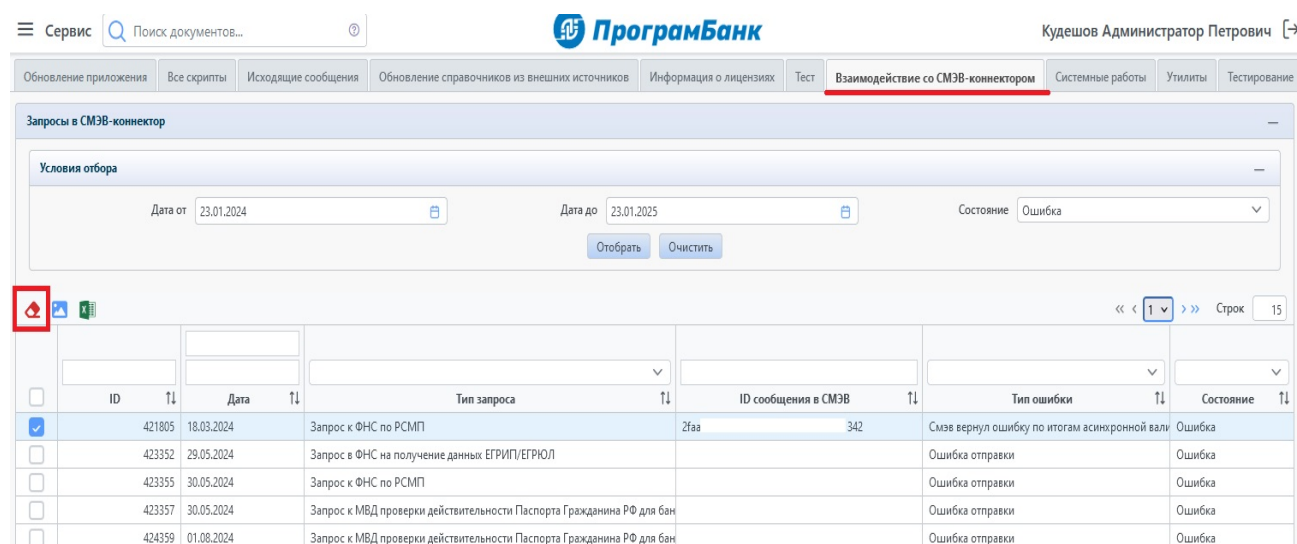 Сервис Поиск документов... ПрограмБанк Кудешов Администратор Петрович
Обновление приложения Все скрипты Исходящие сообщения Обновление справочников из внешних источников Информация о лицензиях Тест Взаимодействие со СМЭВ-коннектором Системные работы Утилиты Тестирование
Запросы в СМЭВ-коннектор
Условия отбора
Дата от 23.01.2024 Дата до 23.01.2025 Состояние Ошибка
Отобрать Очистить
1 Строк 15
ID Дата Тип запроса ID сообщения в СМЭВ Тип ошибки Состояние
421805 18.03.2024 Запрос к ФНС по РСМП 2faa 342 Смэв вернул ошибку по итогам асинхронной вали Ошибка
423352 29.05.2024 Запрос в ФНС на получение данных ЕГРИП/ЕГРЮЛ Ошибка отправки Ошибка
423355 30.05.2024 Запрос к ФНС по РСМП Ошибка отправки Ошибка
423357 30.05.2024 Запрос к МВД проверки действительности Паспорта Гражданина РФ для бан Ошибка отправки Ошибка
424359 01.08.2024 Запрос к МВД проверки действительности Паспорта Гражданина РФ для бан Ошибка отправки Ошибка